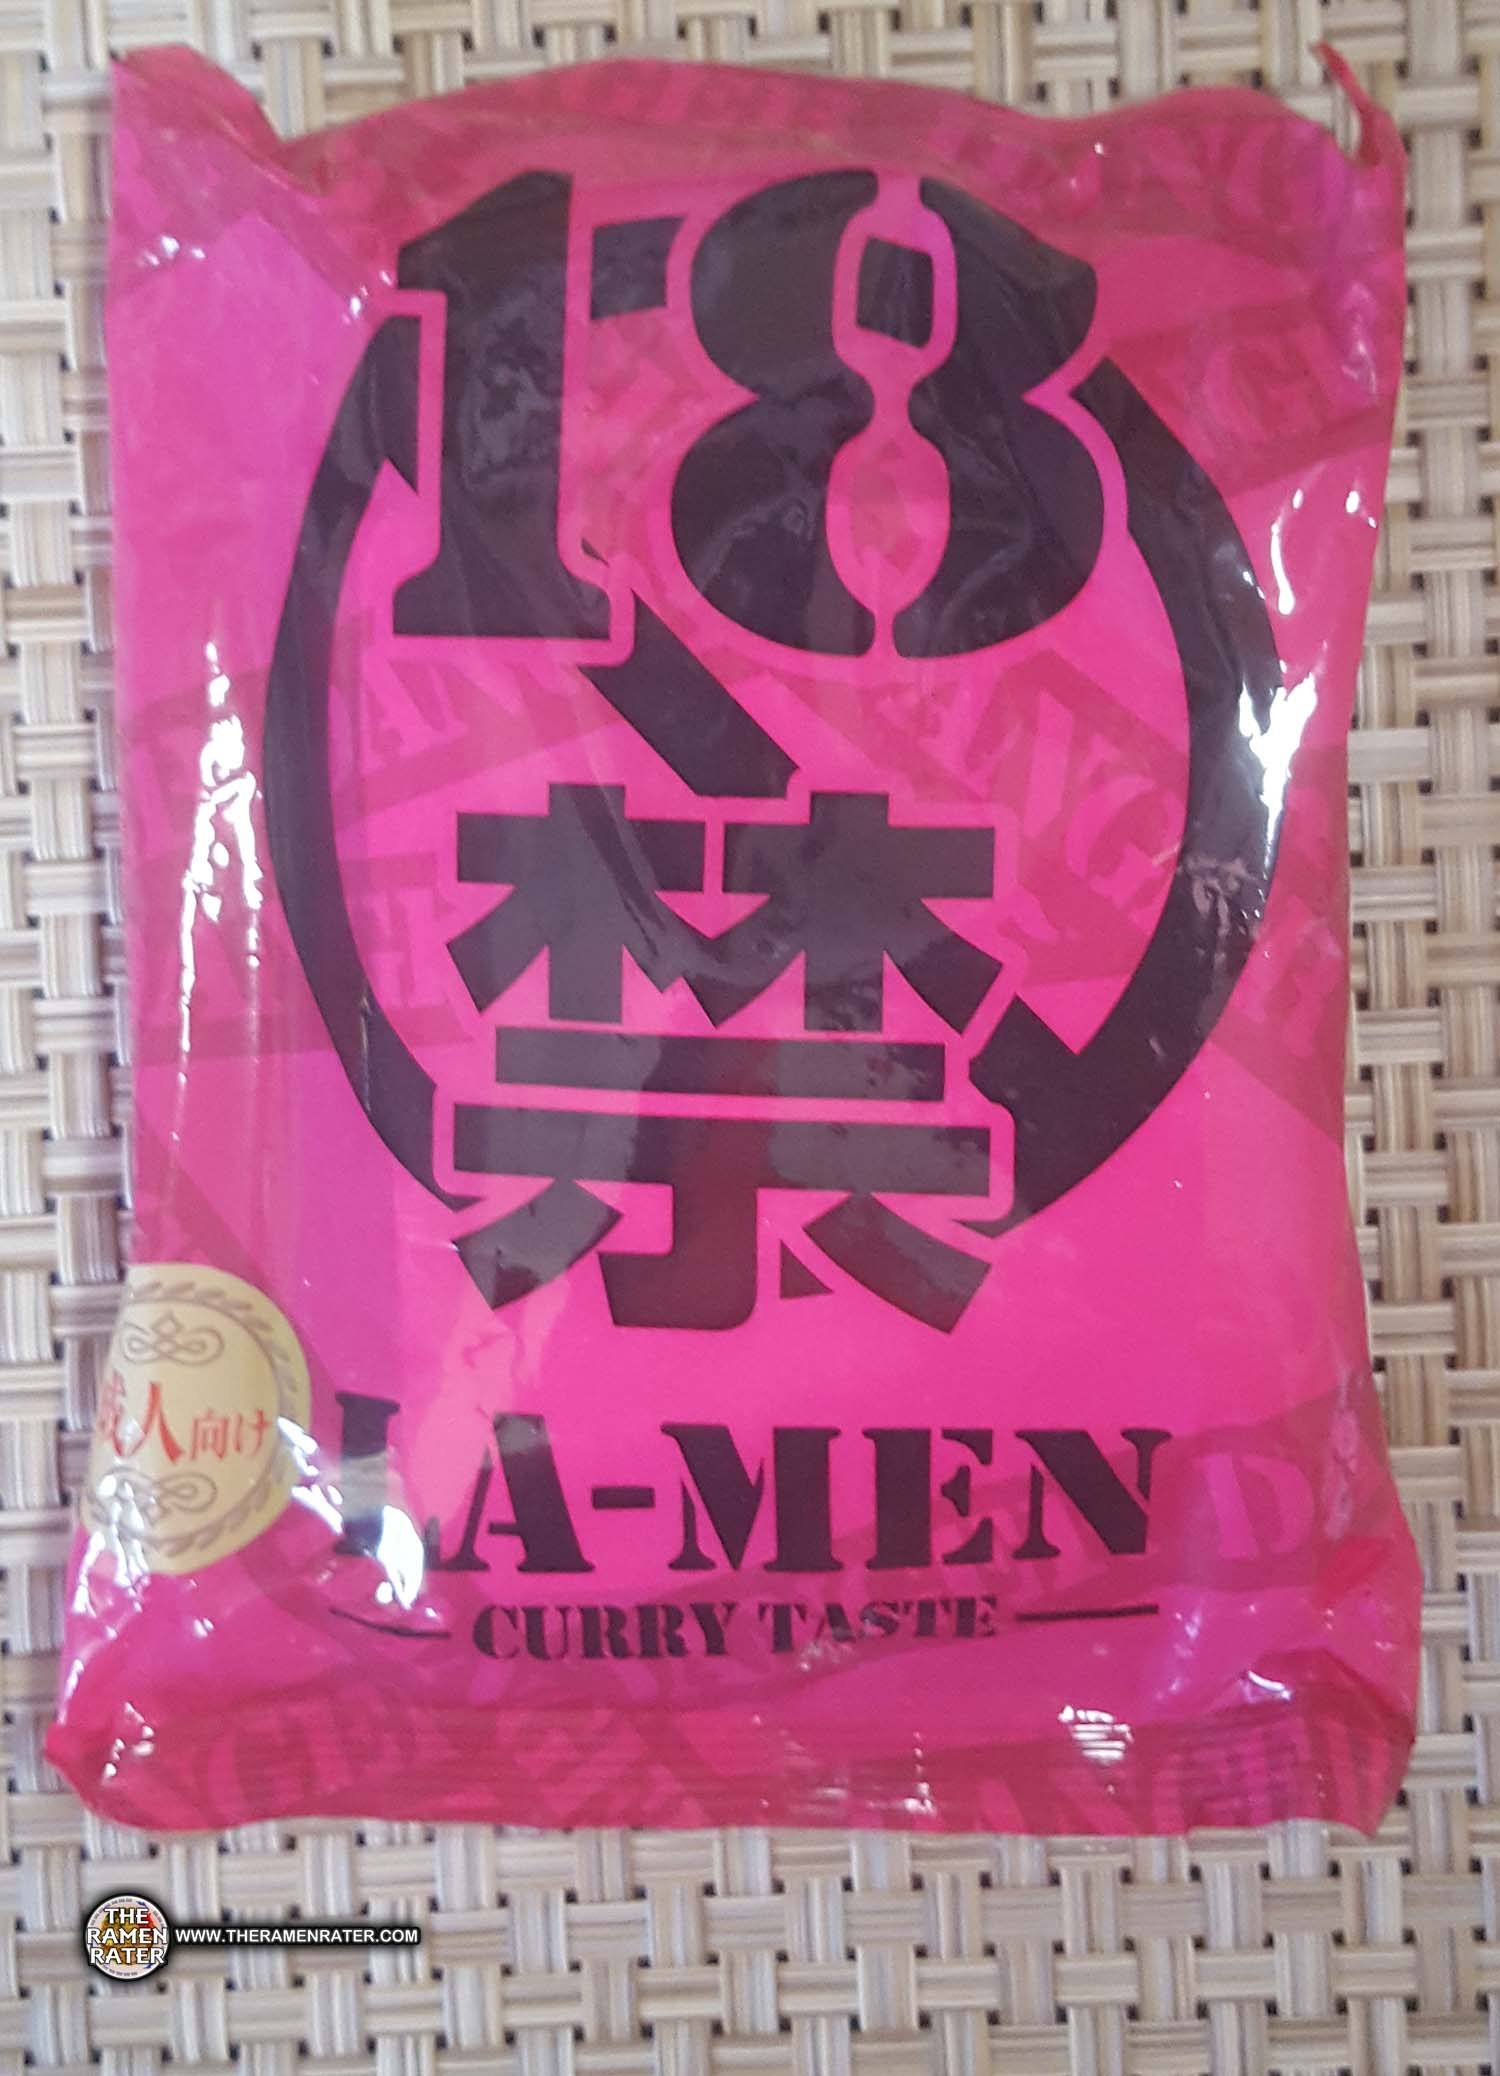 18
禁
成人向け
LA-MEN
CURRY TASTE
THE
RAMEN
RATER
WWW.THERAMENRATER.COM